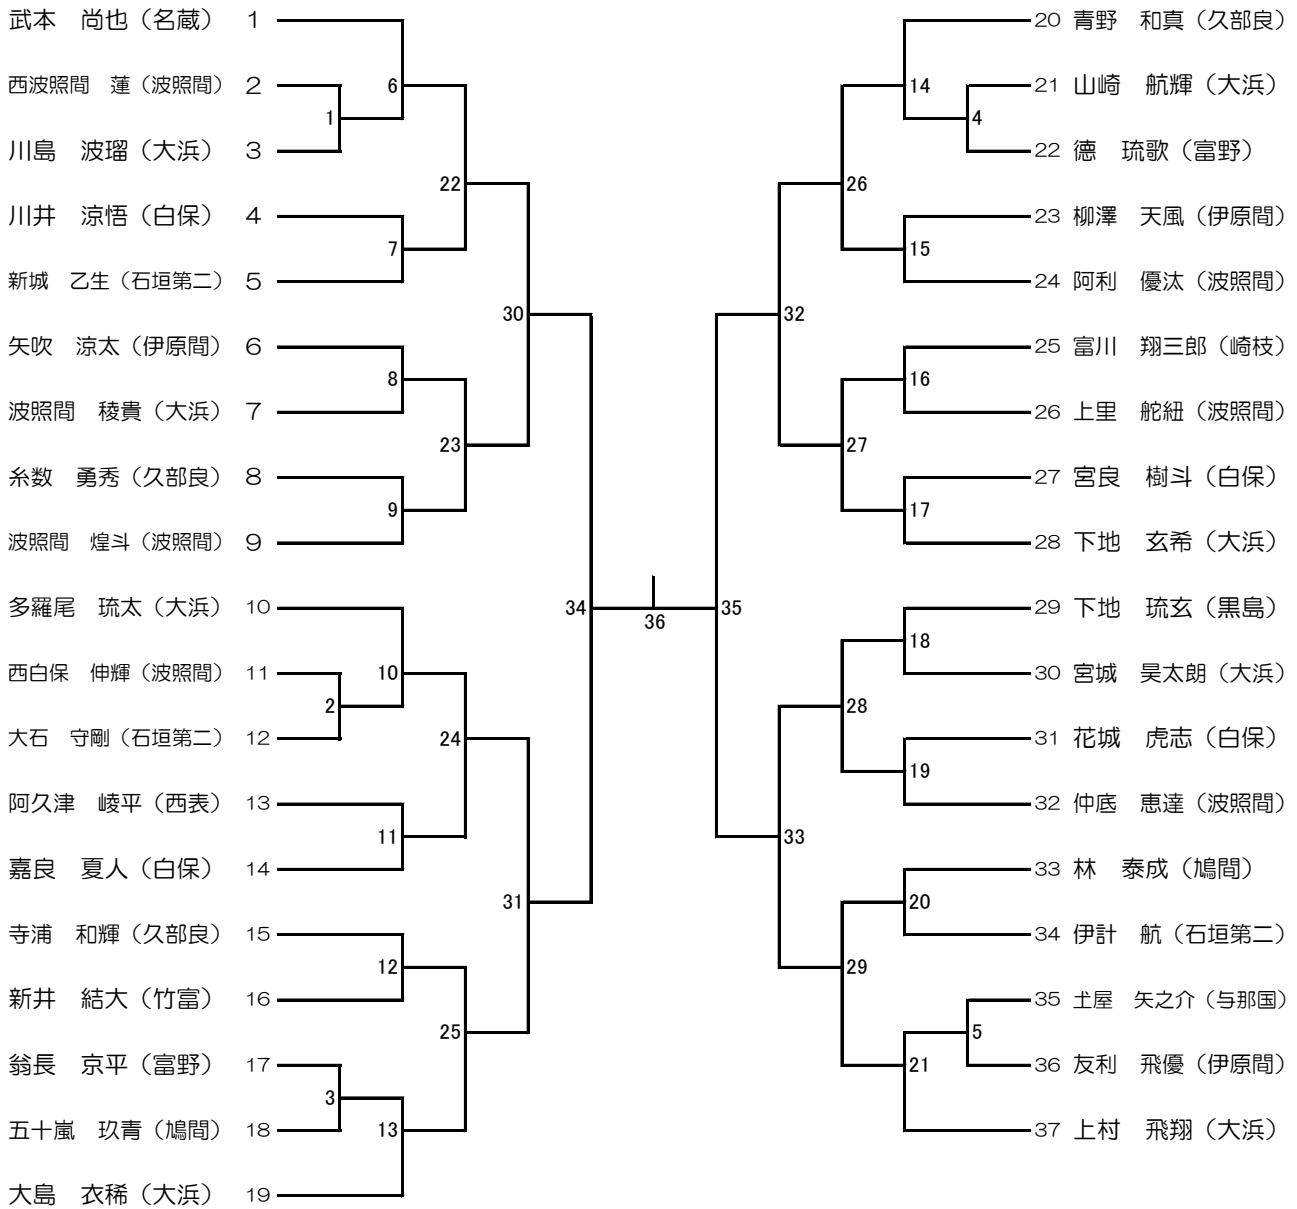 武本　尚也（名蔵）　1
西波照間　蓮（波照間）　2
川島　波瑠（大浜）　3
川井　涼悟（白保）　4
新城　乙生（石垣第二）　5
矢吹　涼太（伊原間）　6
波照間　稜貴（大浜）　7
糸数　勇秀（久部良）　8
波照間　煌斗（波照間）　9
多羅尾　琉太（大浜）　10
西白保　伸輝（波照間）　11
大石　守剛（石垣第二）　12
阿久津　崚平（西表）　13
嘉良　夏人（白保）　14
寺浦　和輝（久部良）　15
新井　結大（竹富）　16
翁長　京平（富野）　17
五十嵐　玖青（鳩間）　18
大島　衣稀（大浜）　19
1
2
3
6
7
8
9
10
11
12
13
22
23
24
25
30
31
34
36
35
32
33
26
27
28
29
14
15
16
17
18
19
20
21
4
5
20　青野　和真（久部良）
21　山崎　航輝（大浜）
22　德　琉歌（富野）
23　柳澤　天風（伊原間）
24　阿利　優汰（波照間）
25　富川　翔三郎（崎枝）
26　上里　舵紐（波照間）
27　宮良　樹斗（白保）
28　下地　玄希（大浜）
29　下地　琉玄（黒島）
30　宮城　昊太朗（大浜）
31　花城　虎志（白保）
32　仲底　恵達（波照間）
33　林　泰成（鳩間）
34　伊計　航（石垣第二）
35　𡈽屋　矢之介（与那国）
36　友利　飛優（伊原間）
37　上村　飛翔（大浜）